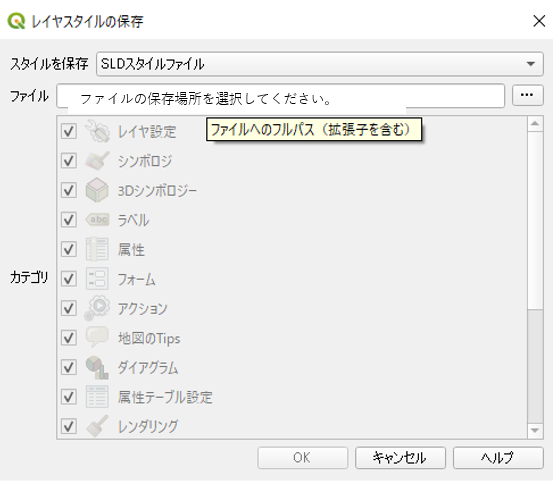 レイヤスタイルの保存
スタイルを保存 SLDスタイルファイル
ファイル ファイルの保存場所を選択してください。 ...
ファイルへのフルパス（拡張子を含む）
レイヤ設定
シンボロジ
3Dシンボロジー
abc ラベル
属性
カテゴリ フォーム
アクション
地図のTips
ダイアグラム
属性テーブル設定
レンダリング
OK キャンセル ヘルプ